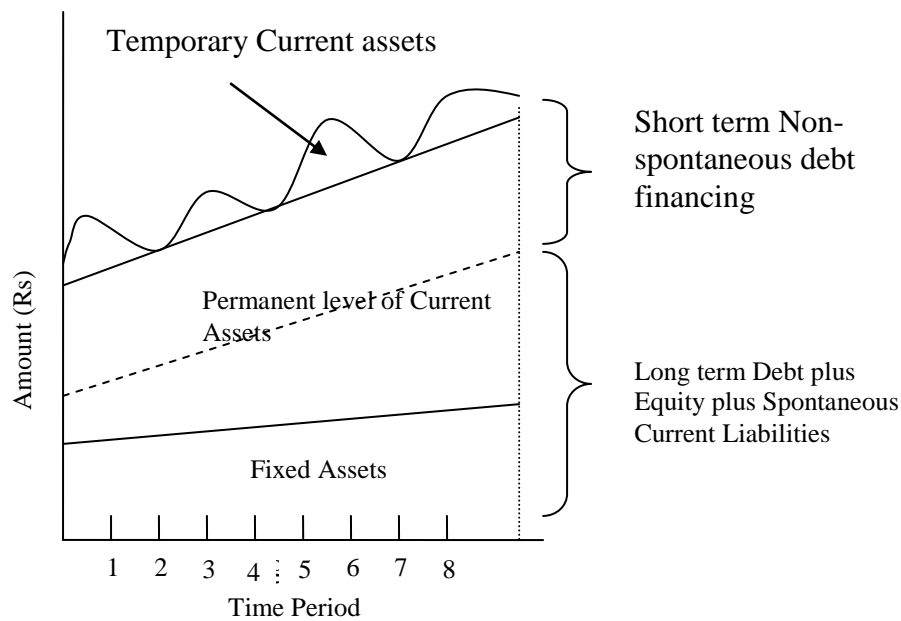 Temporary Current assets
Short term Non-
spontaneous debt
financing
Amount (Rs)
Permanent level of Current
Assets
Long term Debt plus
Equity plus Spontaneous
Current Liabilities
Fixed Assets
1 2 3 4 5 6 7 8
Time Period